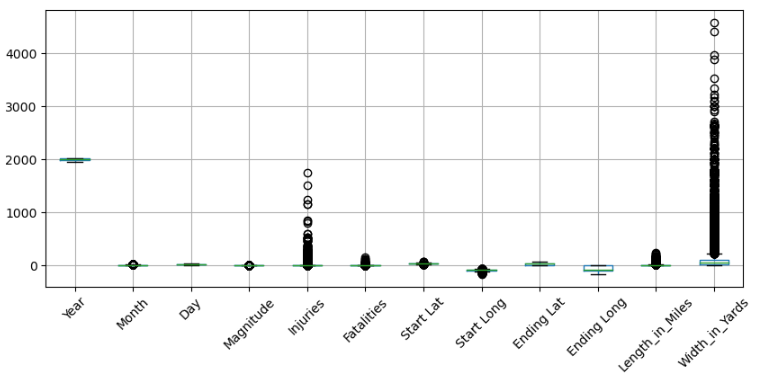 4000
3000
2000
1000
0
Year
Month
Day
Magnitude
Injuries
Fatalities
Start Lat
Start Long
Ending Lat
Ending Long
Length_in_Miles
Width_in_Yards